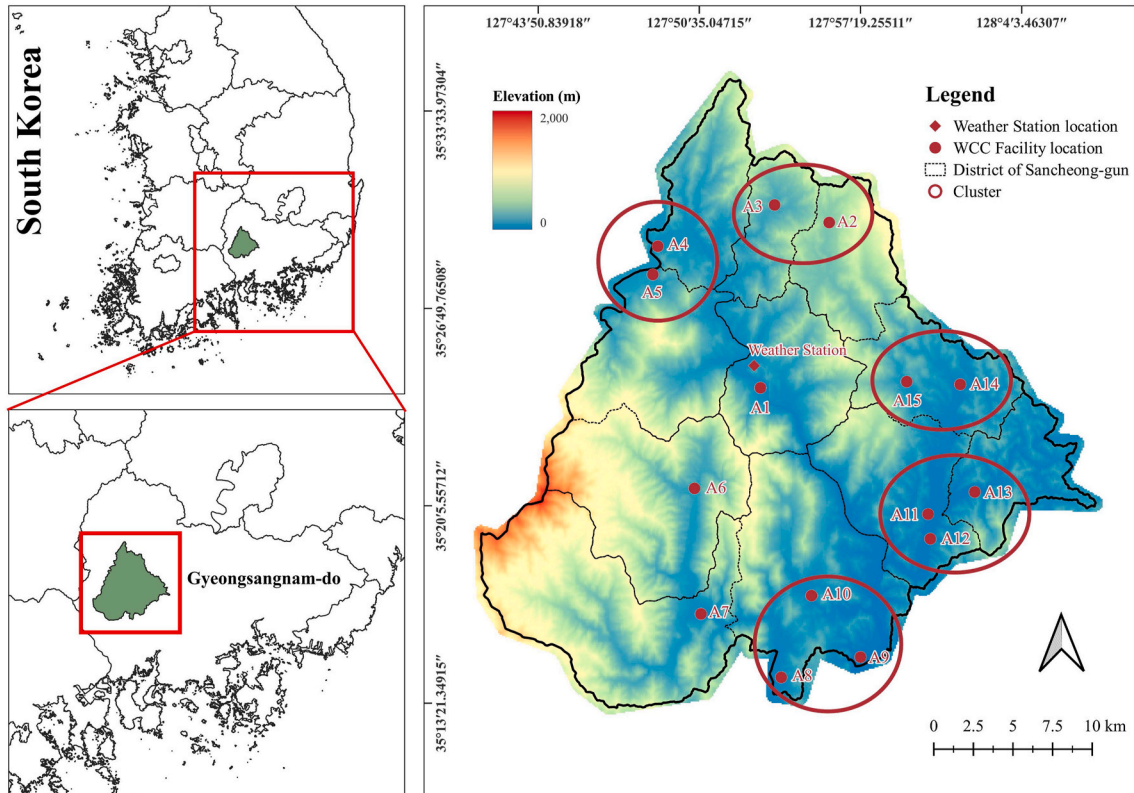 South Korea
Gyeongsangnam-do
127°43′50.83918″
127°50′35.04715″
127°57′19.25511″
128°4′3.46307″
35°33′33.97304″
35°26′49.76508″
35°20′5.55712″
35°13′21.34915″
Elevation (m)
2,000
0
Legend
Weather Station location
WCC Facility location
District of Sancheong-gun
Cluster
A3
A2
A4
A5
Weather Station
A1
A15
A14
A6
A13
A11
A12
A10
A7
A9
A8
0 2.5 5 7.5 10 km